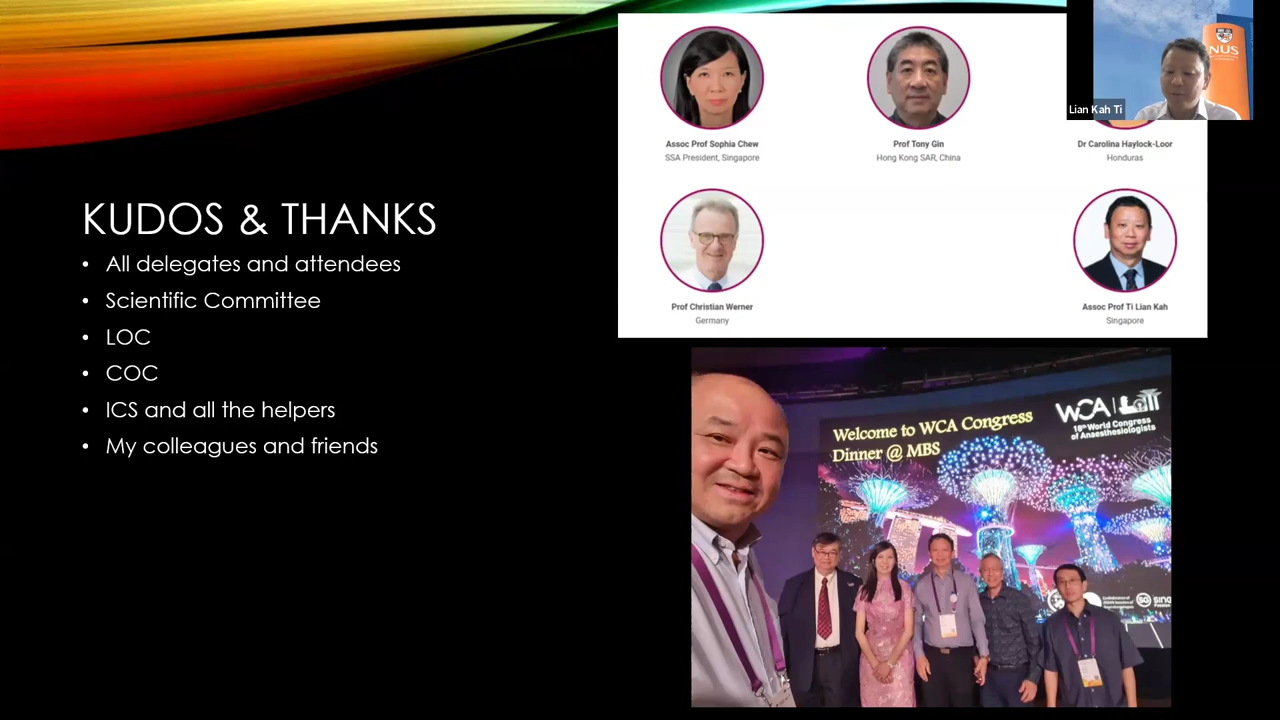 KUDOS & THANKS
• All delegates and attendees
• Scientific Committee
• LOC
• COC
• ICS and all the helpers
• My colleagues and friends
Assoc Prof Sophia Chew
SSA President, Singapore
Prof Tony Gin
Hong Kong SAR, China
Dr Carolina Haylock-Loor
Honduras
Prof Christian Werner
Germany
Assoc Prof Ti Lian Kah
Singapore
NUS
Lian Kah Ti
Welcome to WCA Congress
Dinner @ MBS
WCA
18th World Congress
of Anaesthesiologists